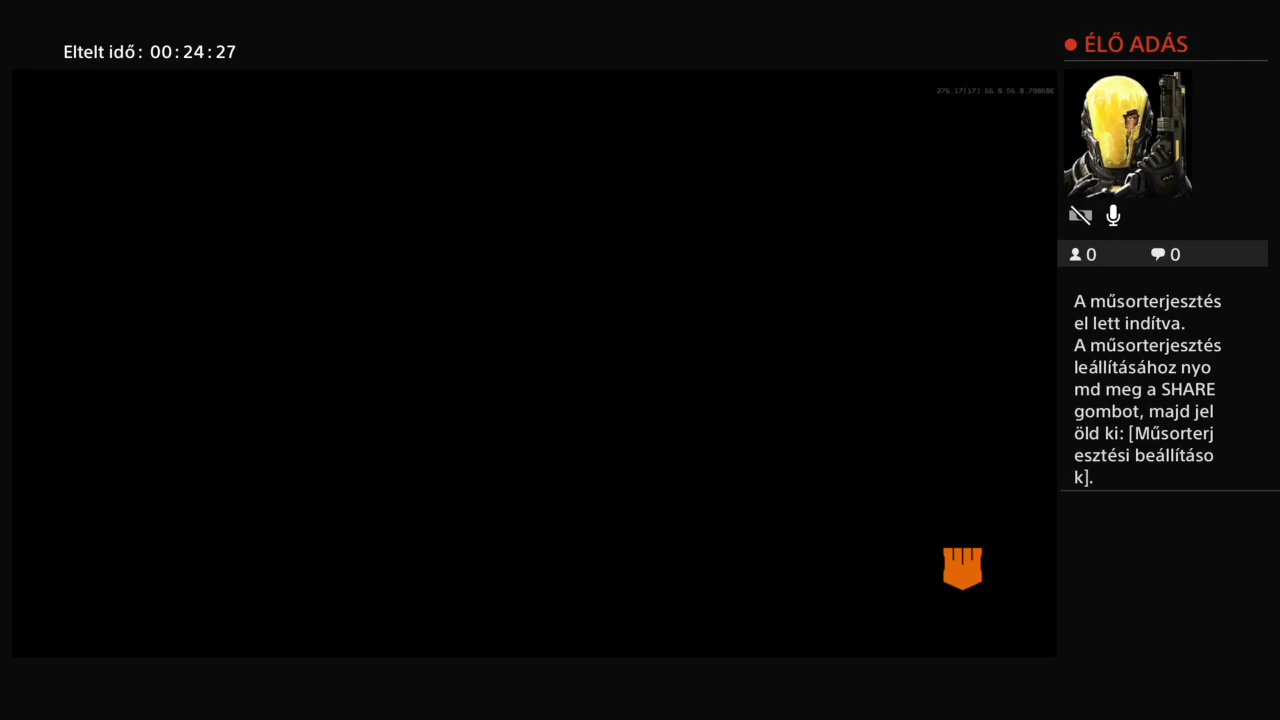 Eltelt idő: 00:24:27
ÉLŐ ADÁS
0
0
A műsorterjesztés
el lett indítva.
A műsorterjesztés
leállításához nyo
md meg a SHARE
gombot, majd jel
öld ki: [Műsorterj
esztési beállításo
k].